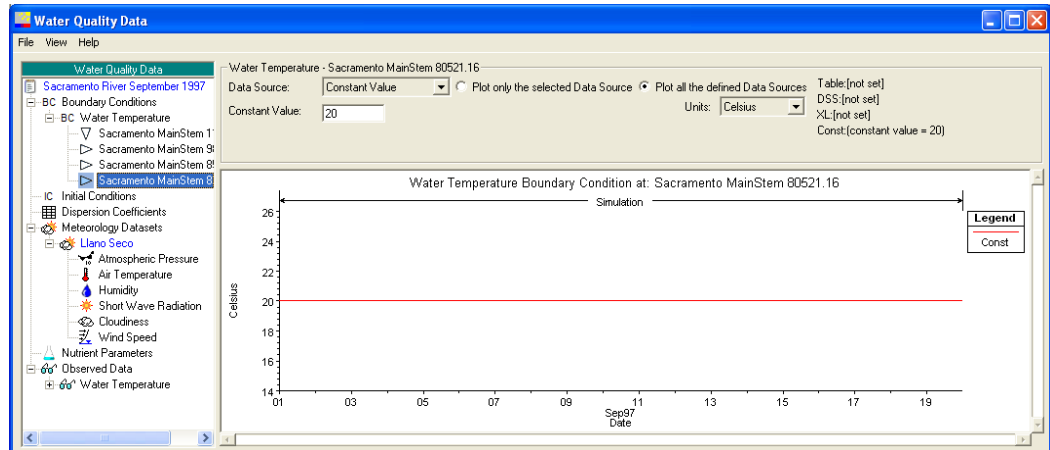 Water Quality Data
File View Help
Water Quality Data
Sacramento River September 1997
BC Boundary Conditions
BC Water Temperature
Sacramento MainStem 1
Sacramento MainStem 9
Sacramento MainStem 8
Sacramento MainStem 8
IC Initial Conditions
Dispersion Coefficients
Meteorology Datasets
Llano Seco
Atmospheric Pressure
Air Temperature
Humidity
Short Wave Radiation
Cloudiness
Wind Speed
Nutrient Parameters
Observed Data
Water Temperature
Water Temperature - Sacramento MainStem 80521.16
Data Source: Constant Value Plot only the selected Data Source Plot all the defined Data Sources
Constant Value: 20 Units: Celsius
Table:[not set]
DSS:[not set]
XL:[not set]
Const:(constant value = 20)
Water Temperature Boundary Condition at: Sacramento MainStem 80521.16
Simulation
Legend
Const
Celsius
26
24
22
20
18
16
14
01 03 05 07 09 11 13 15 17 19
Sep97
Date